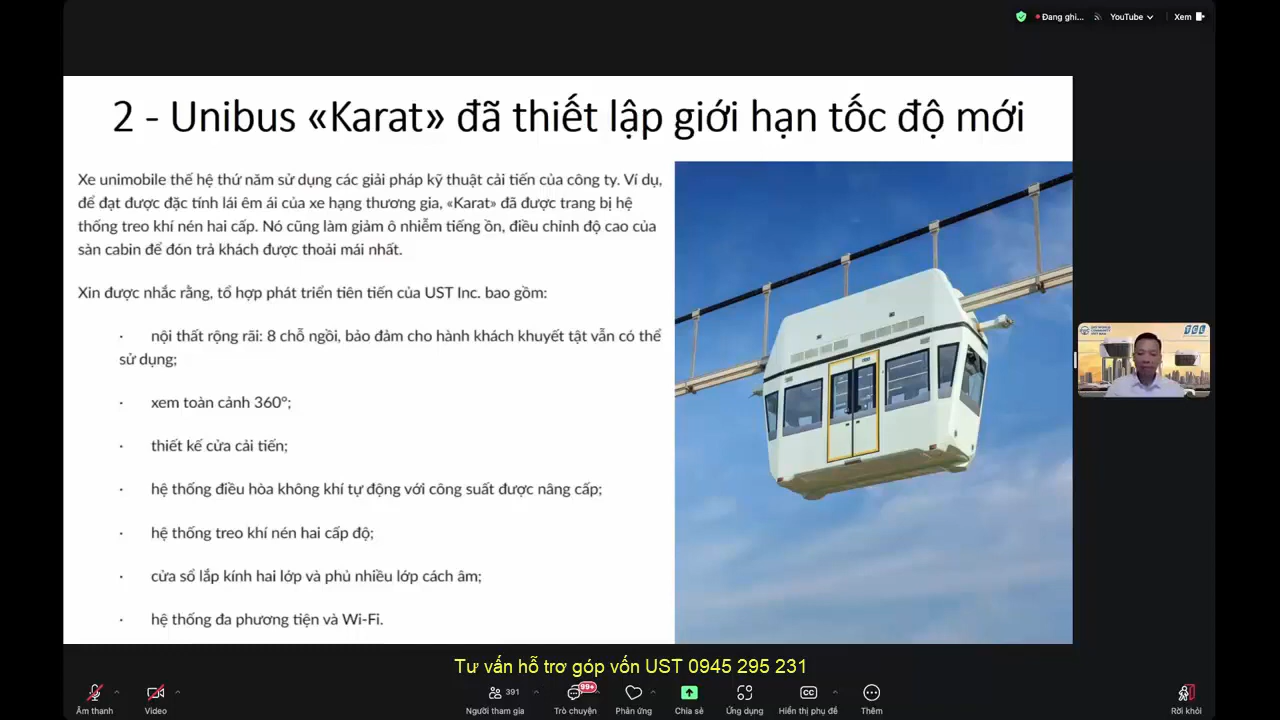 Đang ghi...
YouTube
Xem
2 - Unibus «Karat» đã thiết lập giới hạn tốc độ mới
Xe unimobile thế hệ thứ năm sử dụng các giải pháp kỹ thuật cải tiến của công ty. Ví dụ,
để đạt được đặc tính lái êm ái của xe hạng thương gia, «Karat» đã được trang bị hệ
thống treo khí nén hai cấp. Nó cũng làm giảm ô nhiễm tiếng ồn, điều chỉnh độ cao của
sàn cabin để đón trả khách được thoải mái nhất.
Xin được nhắc rằng, tổ hợp phát triển tiên tiến của UST Inc. bao gồm:
· nội thất rộng rãi: 8 chỗ ngồi, bảo đảm cho hành khách khuyết tật vẫn có thể
sử dụng;
· xem toàn cảnh 360°;
· thiết kế cửa cải tiến;
· hệ thống điều hòa không khí tự động với công suất được nâng cấp;
· hệ thống treo khí nén hai cấp độ;
· cửa sổ lắp kính hai lớp và phủ nhiều lớp cách âm;
· hệ thống đa phương tiện và Wi-Fi.
Tư vấn hỗ trơ góp vốn UST 0945 295 231
391
99+
CC
Âm thanh
Video
Người tham gia
Trò chuyện
Phản ứng
Chia sẻ
Ứng dụng
Hiển thị phụ đề
Thêm
Rời khỏi